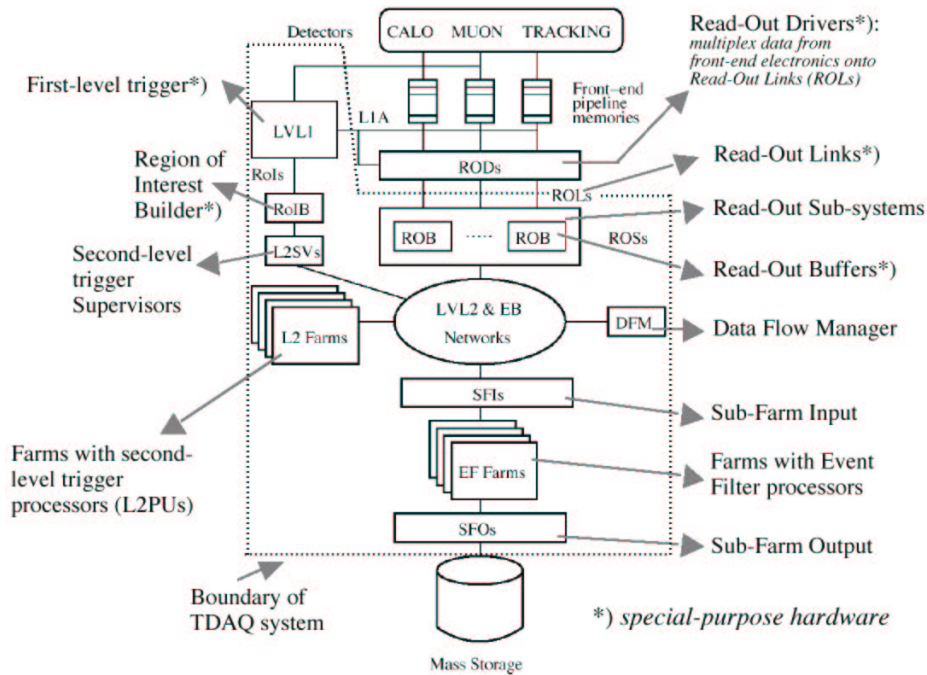 Detectors
CALO MUON TRACKING
Read-Out Drivers*):
multiplex data from
front-end electronics onto
Read-Out Links (ROLs)
First-level trigger*)
Front-end
pipeline
memories
L1A
LVL1
Region of
Interest
Builder*)
RoIs
RODs
Read-Out Links*)
ROLs
RoIB
Read-Out Sub-systems
ROB ..... ROB
ROSs
L2SVs
Second-level
trigger
Supervisors
Read-Out Buffers*)
LVL2 & EB
Networks
L2 Farms
DFM
Data Flow Manager
SFIs
Sub-Farm Input
Farms with second-
level trigger
processors (L2PUs)
EF Farms
Farms with Event
Filter processors
SFOs
Sub-Farm Output
Boundary of
TDAQ system
*) special-purpose hardware
Mass Storage